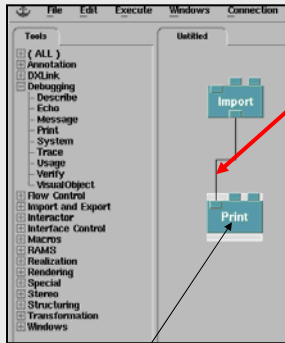 File Edit Execute Windows Connection
Tools
Untitled
( ALL )
Annotation
DXLink
Debugging
Describe
Echo
Message
Print
System
Trace
Usage
Verify
VisualObject
Flow Control
Import and Export
Interactor
Interface Control
Macros
RAMS
Realization
Rendering
Special
Stereo
Structuring
Transformation
Windows
Import
Print